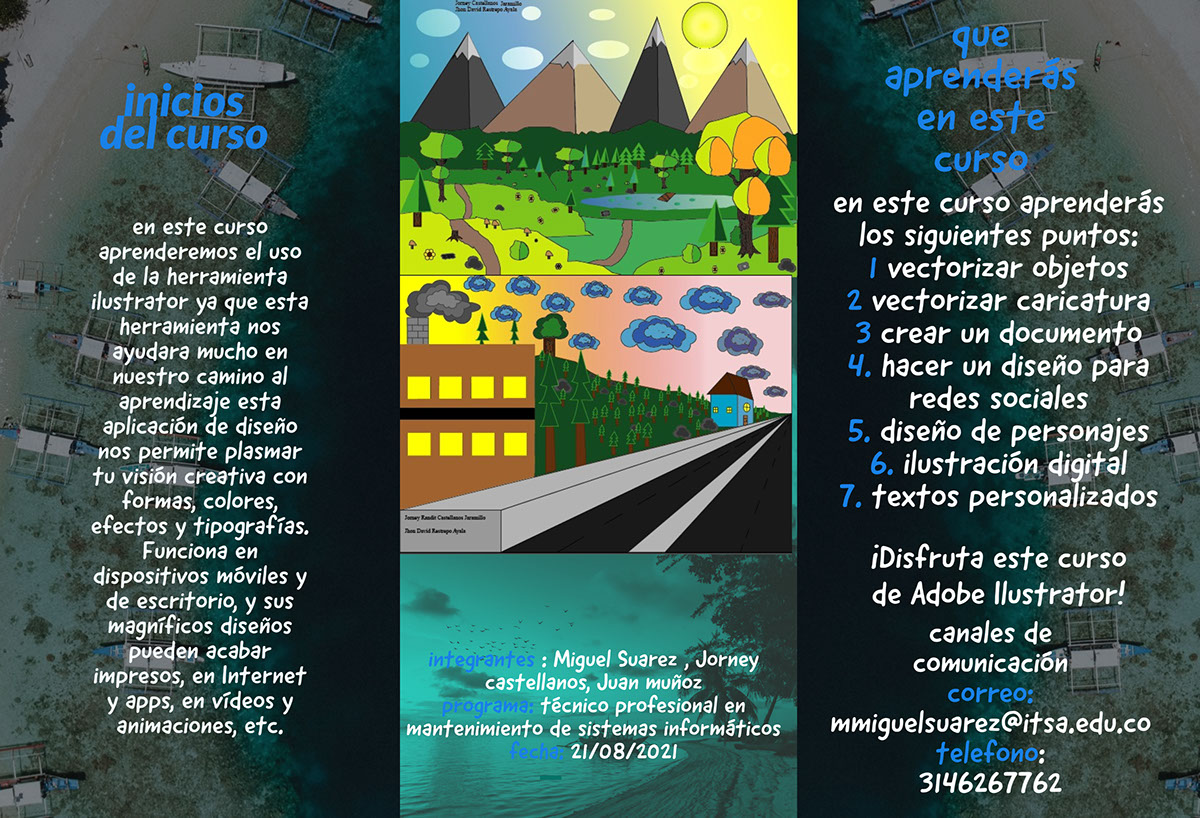 inicios
del curso
en este curso
aprenderemos el uso
de la herramienta
ilustrator ya que esta
herramienta nos
ayudara mucho en
nuestro camino al
aprendizaje esta
aplicación de diseño
nos permite plasmar
tu visión creativa con
formas, colores,
efectos y tipografías.
Funciona en
dispositivos móviles y
de escritorio, y sus
magníficos diseños
pueden acabar
impresos, en Internet
y apps, en vídeos y
animaciones, etc.
Jorney Castellanos Jaramillo
Jhon David Restrepo Ayala
Jorney Randir Castellanos Jaramillo
Jhon David Restrepo Ayala
integrantes : Miguel Suarez , Jorney
castellanos, Juan muñoz
programa: técnico profesional en
mantenimiento de sistemas informáticos
fecha: 21/08/2021
que
aprenderás
en este
curso
en este curso aprenderás
los siguientes puntos:
1 vectorizar objetos
2 vectorizar caricatura
3 crear un documento
4. hacer un diseño para
redes sociales
5. diseño de personajes
6. ilustración digital
7. textos personalizados
¡Disfruta este curso
de Adobe Ilustrator!
canales de
comunicación
correo:
mmiguelsuarez@itsa.edu.co
telefono:
3146267762